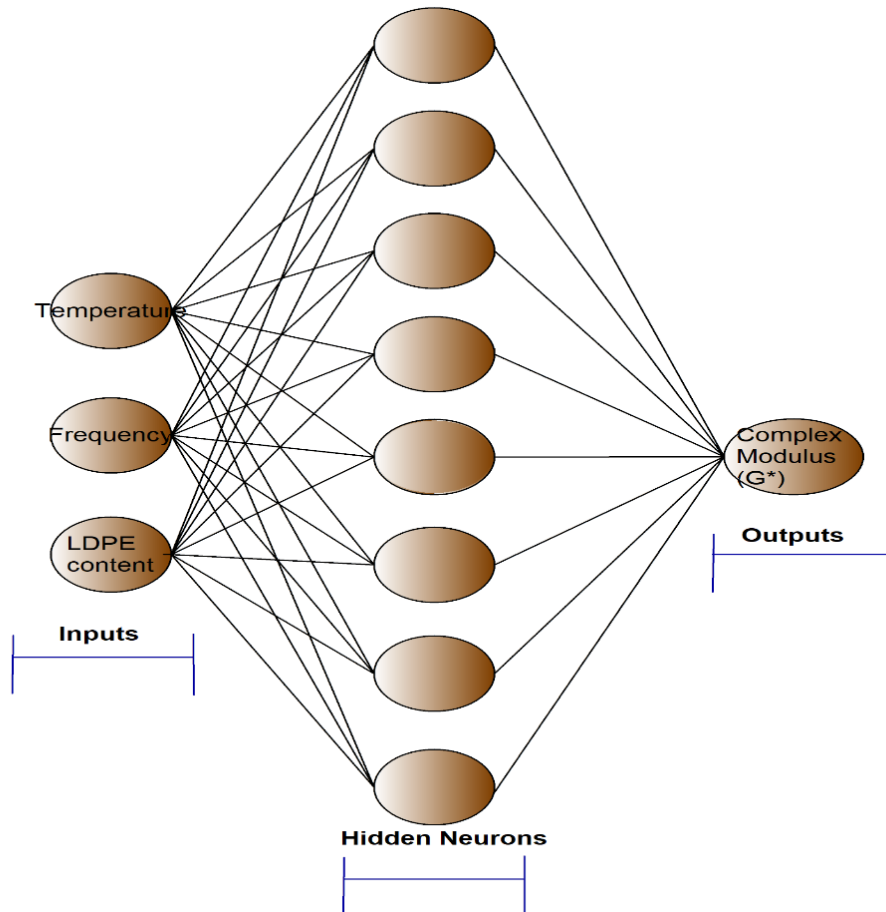 Temperature
Frequency
LDPE
content
Inputs
Hidden Neurons
Complex
Modulus
(G*)
Outputs